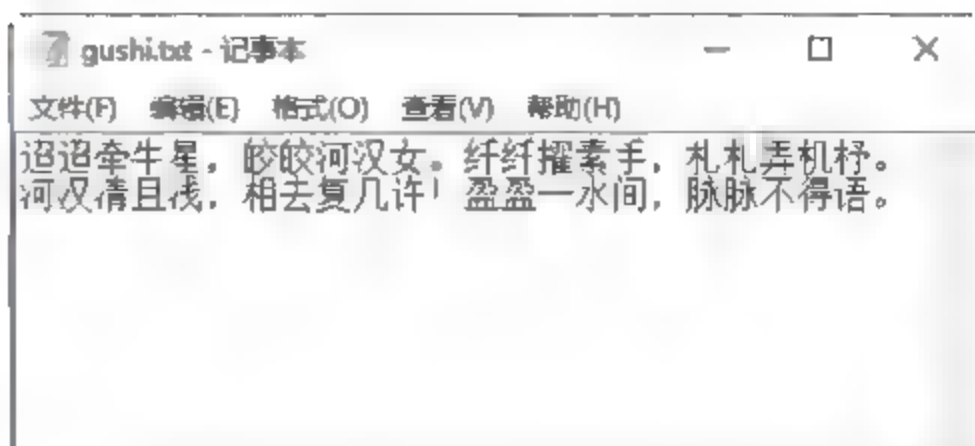 gushi.txt - 记事本
文件(F) 编辑(E) 格式(O) 查看(V) 帮助(H)
迢迢牵牛星，皎皎河汉女。纤纤擢素手，札札弄机杼。
河汉清且浅，相去复几许！盈盈一水间，脉脉不得语。